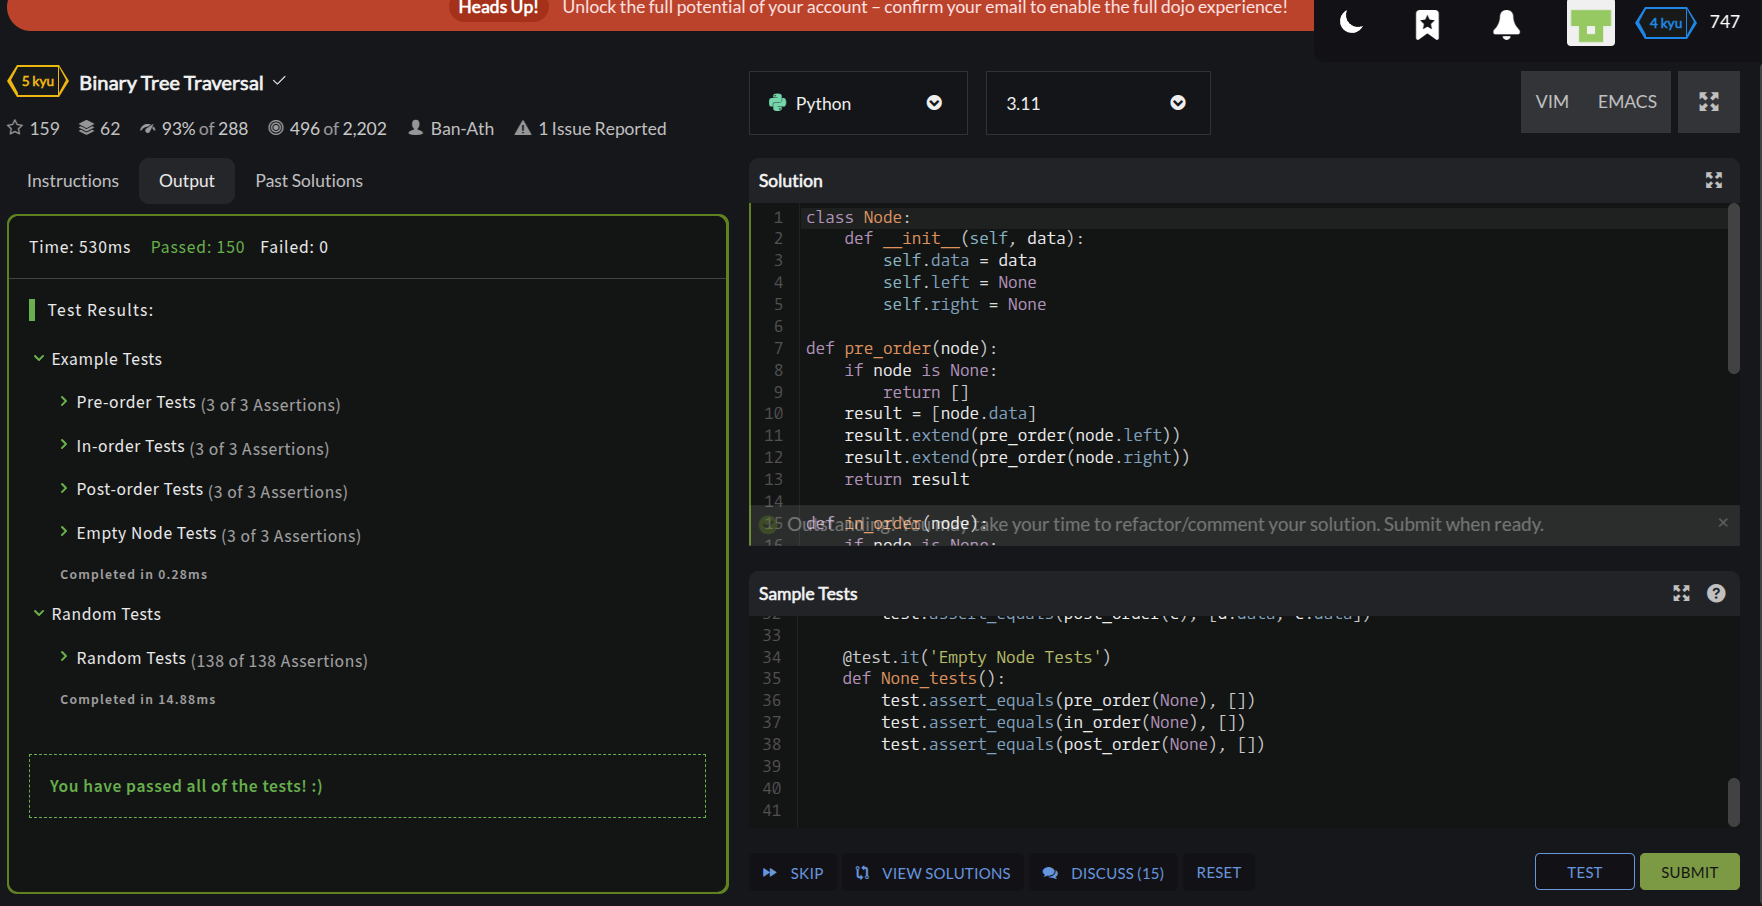 Heads Up! Unlock the full potential of your account – confirm your email to enable the full dojo experience!
4 kyu 747
5 kyu Binary Tree Traversal
159 62 93% of 288 496 of 2,202 Ban-Ath 1 Issue Reported
Python
3.11
VIM EMACS
Instructions Output Past Solutions
Time: 530ms Passed: 150 Failed: 0
Test Results:
Example Tests
Pre-order Tests (3 of 3 Assertions)
In-order Tests (3 of 3 Assertions)
Post-order Tests (3 of 3 Assertions)
Empty Node Tests (3 of 3 Assertions)
Completed in 0.28ms
Random Tests
Random Tests (138 of 138 Assertions)
Completed in 14.88ms
You have passed all of the tests! :)
Solution
1 class Node:
2 def __init__(self, data):
3 self.data = data
4 self.left = None
5 self.right = None
6
7 def pre_order(node):
8 if node is None:
9 return []
10 result = [node.data]
11 result.extend(pre_order(node.left))
12 result.extend(pre_order(node.right))
13 return result
14
15 def in_order(node):
Outstanding! You may take your time to refactor/comment your solution. Submit when ready.
16 if node is None:
Sample Tests
32 test.assert_equals(post_order(c), [d.data, c.data])
33
34 @test.it('Empty Node Tests')
35 def None_tests():
36 test.assert_equals(pre_order(None), [])
37 test.assert_equals(in_order(None), [])
38 test.assert_equals(post_order(None), [])
39
40
41
SKIP VIEW SOLUTIONS DISCUSS (15) RESET TEST SUBMIT